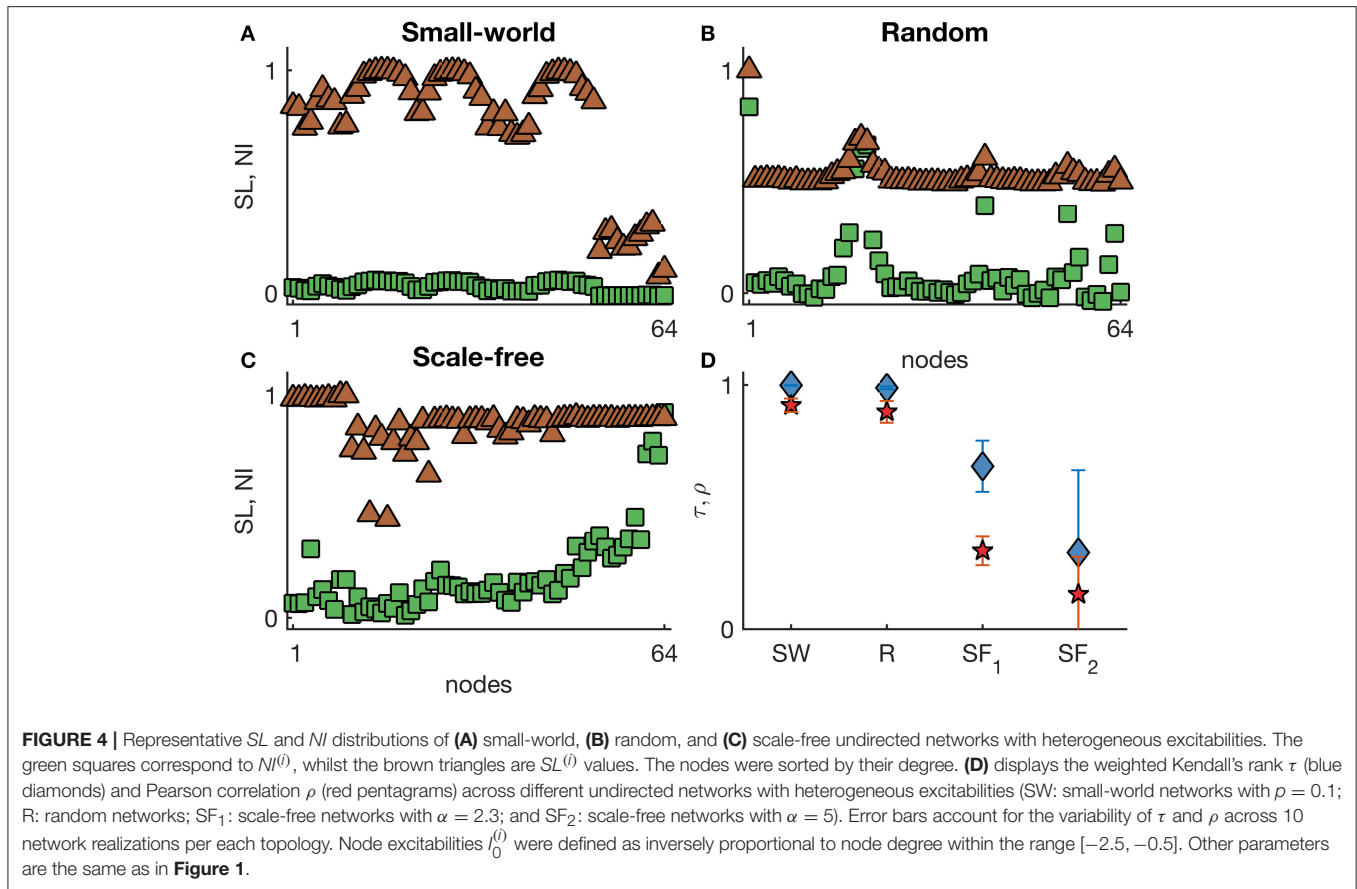 A
Small-world
SL, NI
1
0
1
64
B
Random
1
0
1
64
nodes
C
Scale-free
SL, NI
1
0
1
64
nodes
D
τ, ρ
1
0
SW
R
SF₁
SF₂
FIGURE 4 | Representative SL and NI distributions of (A) small-world, (B) random, and (C) scale-free undirected networks with heterogeneous excitabilities. The
green squares correspond to NI⁽ⁱ⁾, whilst the brown triangles are SL⁽ⁱ⁾ values. The nodes were sorted by their degree. (D) displays the weighted Kendall's rank τ (blue
diamonds) and Pearson correlation ρ (red pentagrams) across different undirected networks with heterogeneous excitabilities (SW: small-world networks with p = 0.1;
R: random networks; SF₁: scale-free networks with α = 2.3; and SF₂: scale-free networks with α = 5). Error bars account for the variability of τ and ρ across 10
network realizations per each topology. Node excitabilities I₀⁽ⁱ⁾ were defined as inversely proportional to node degree within the range [−2.5, −0.5]. Other parameters
are the same as in Figure 1.